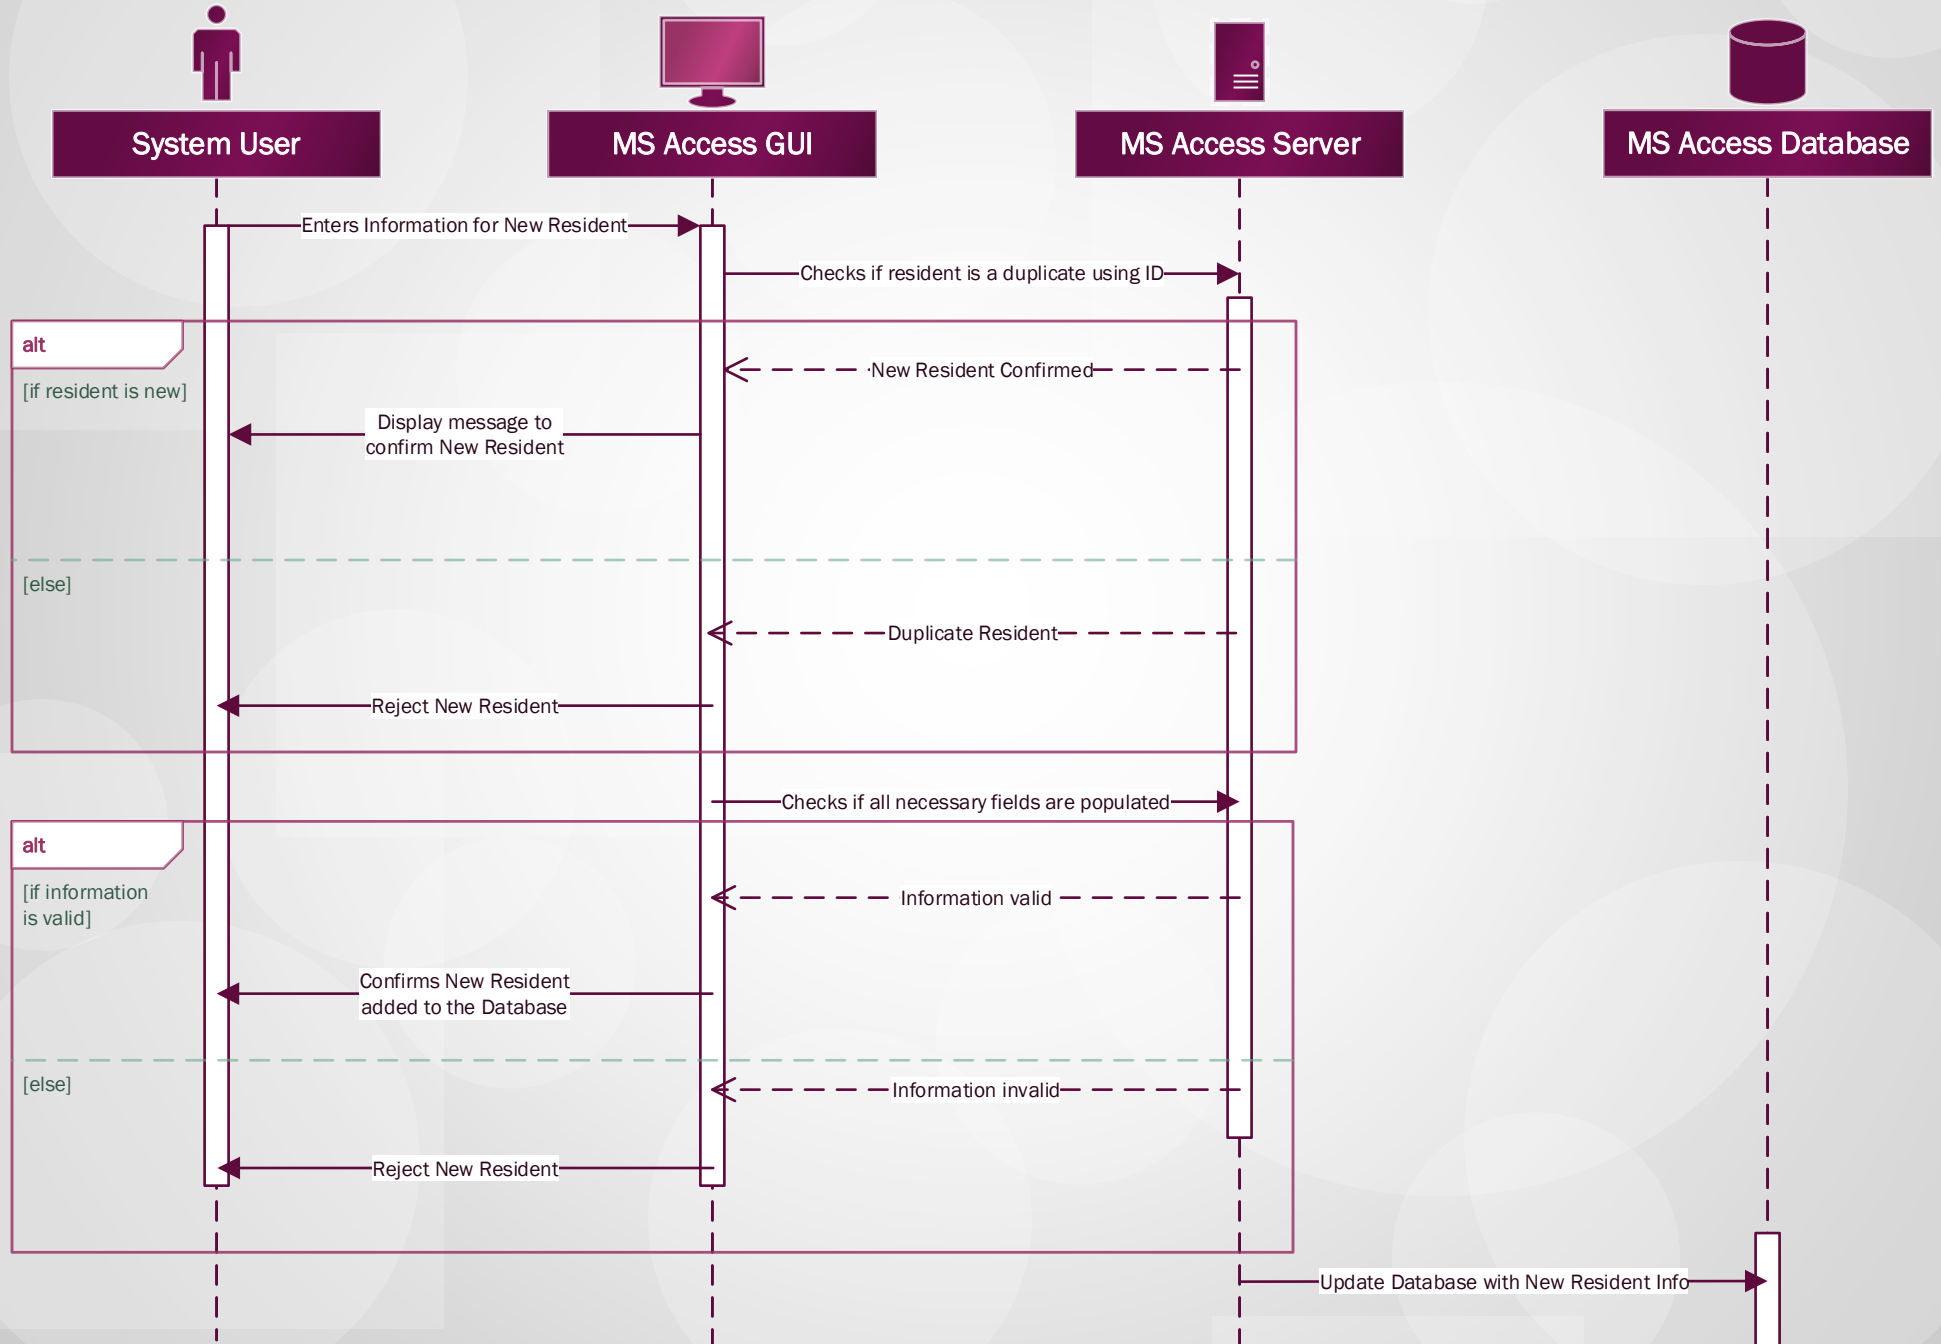 System User
MS Access GUI
MS Access Server
MS Access Database
Enters Information for New Resident
Checks if resident is a duplicate using ID
alt
[if resident is new]
New Resident Confirmed
Display message to
confirm New Resident
[else]
Duplicate Resident
Reject New Resident
Checks if all necessary fields are populated
alt
[if information
is valid]
Information valid
Confirms New Resident
added to the Database
[else]
Information invalid
Reject New Resident
Update Database with New Resident Info